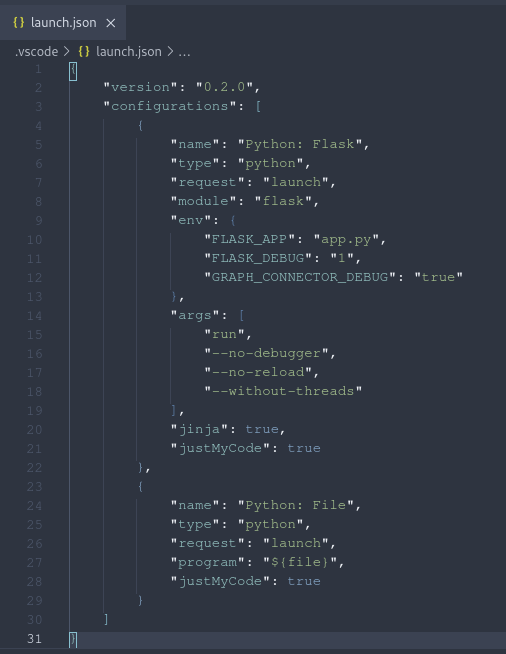 {} launch.json ×
.vscode > {} launch.json > ...
1 {
2     "version": "0.2.0",
3     "configurations": [
4         {
5             "name": "Python: Flask",
6             "type": "python",
7             "request": "launch",
8             "module": "flask",
9             "env": {
10                 "FLASK_APP": "app.py",
11                 "FLASK_DEBUG": "1",
12                 "GRAPH_CONNECTOR_DEBUG": "true"
13             },
14             "args": [
15                 "run",
16                 "--no-debugger",
17                 "--no-reload",
18                 "--without-threads"
19             ],
20             "jinja": true,
21             "justMyCode": true
22         },
23         {
24             "name": "Python: File",
25             "type": "python",
26             "request": "launch",
27             "program": "${file}",
28             "justMyCode": true
29         }
30     ]
31 }